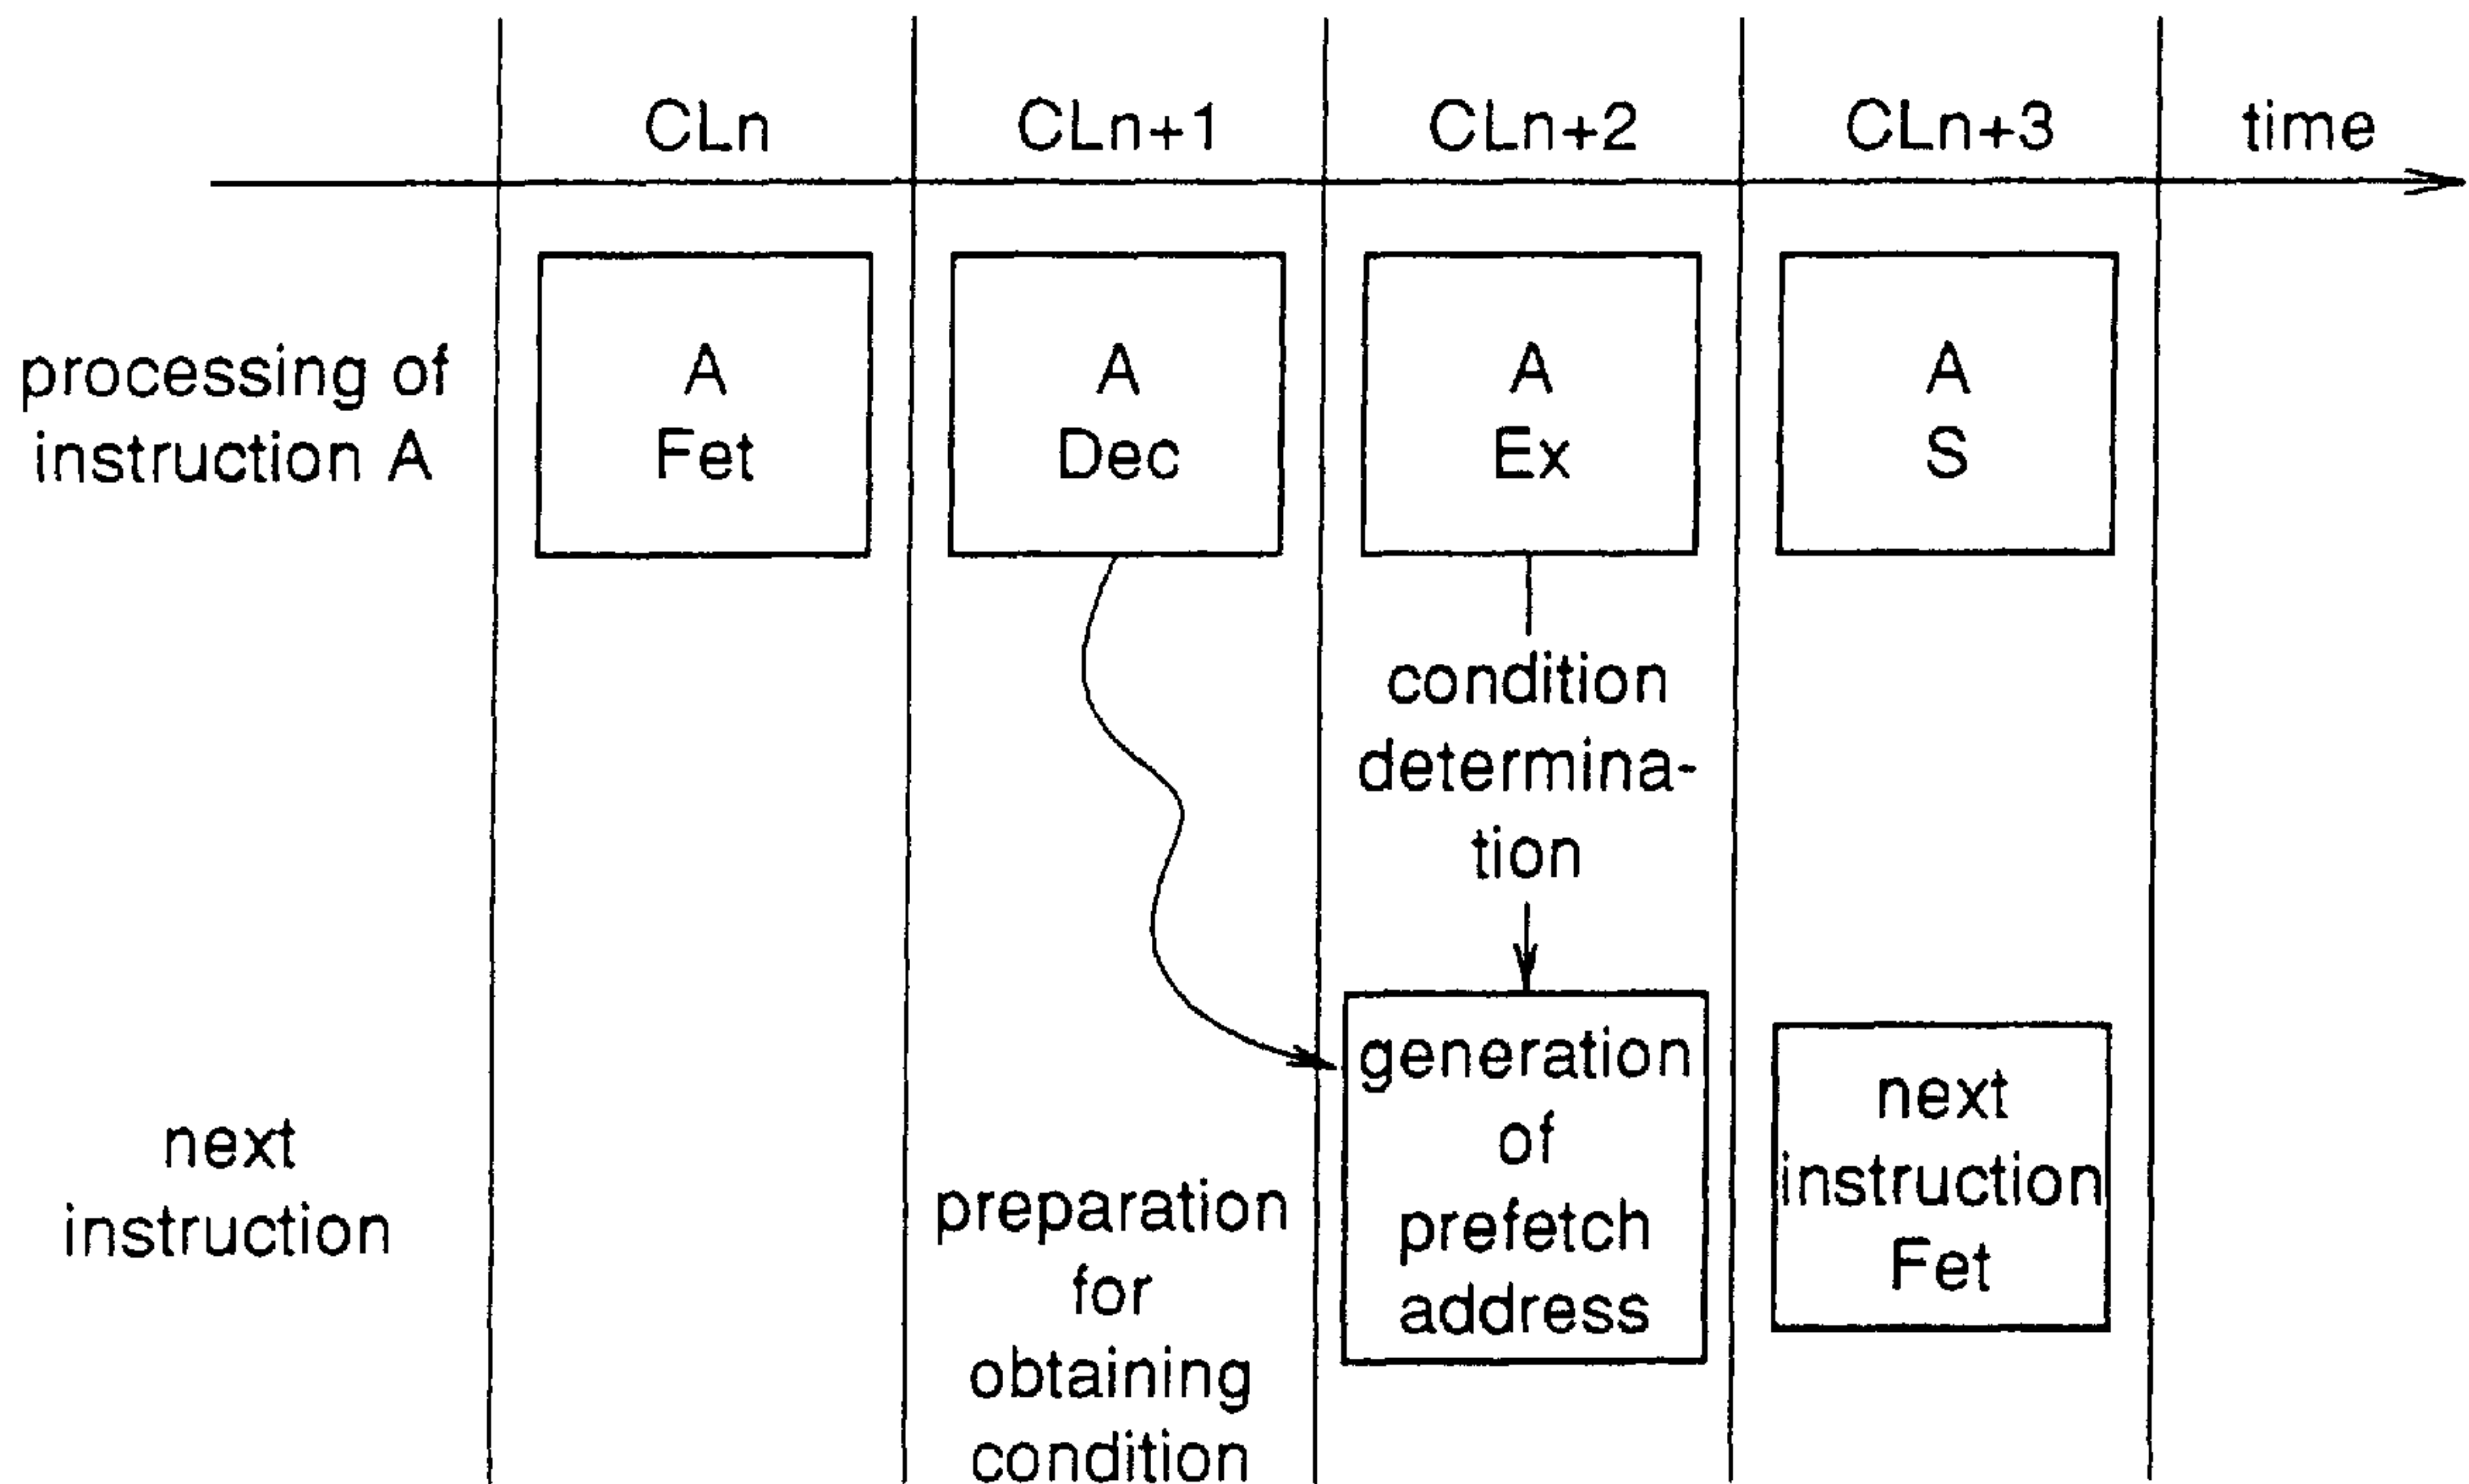 CLn CLn+1 CLn+2 CLn+3 time
processing of
instruction A
A
Fet
A
Dec
A
Ex
A
S
condition
determina-
tion
next
instruction
preparation
for
obtaining
condition
generation
of
prefetch
address
next
instruction
Fet